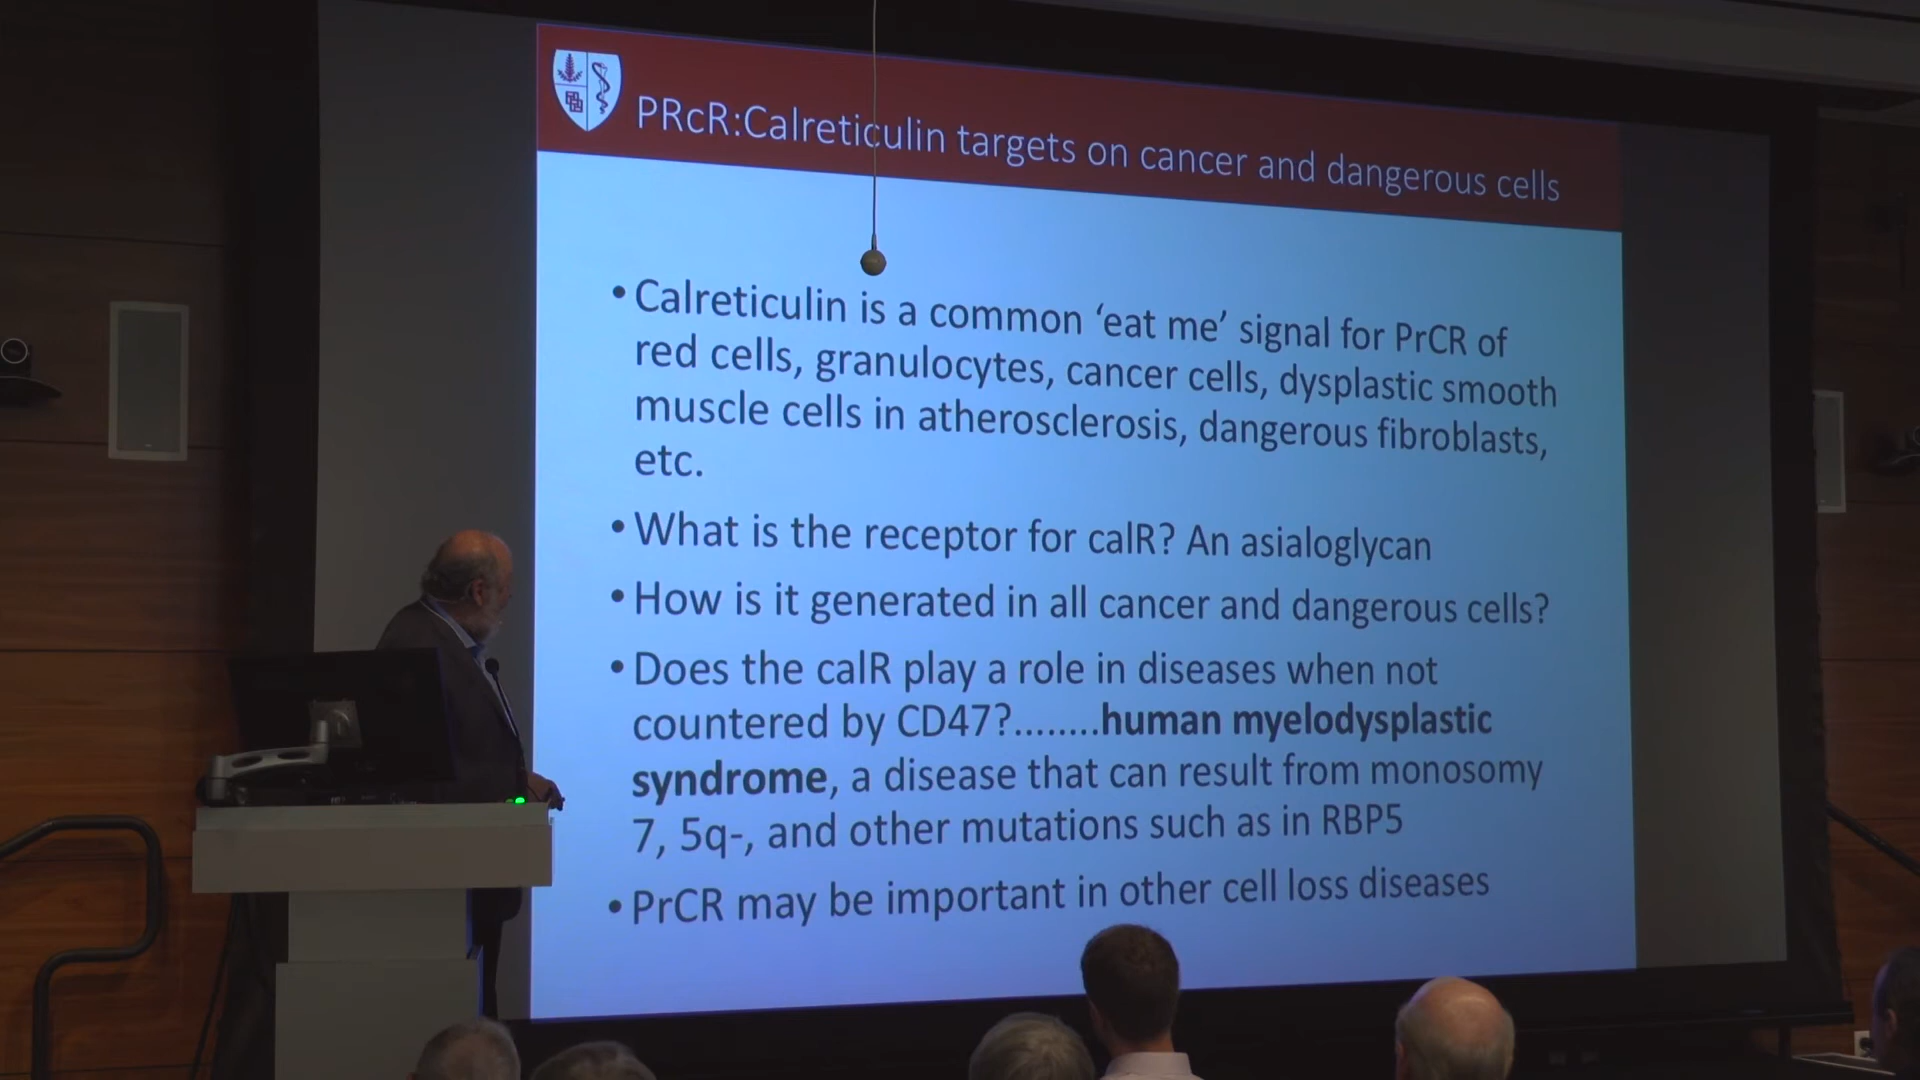 PRcR:Calreticulin targets on cancer and dangerous cells
•Calreticulin is a common ‘eat me’ signal for PrCR of
red cells, granulocytes, cancer cells, dysplastic smooth
muscle cells in atherosclerosis, dangerous fibroblasts,
etc.
•What is the receptor for calR? An asialoglycan
•How is it generated in all cancer and dangerous cells?
•Does the calR play a role in diseases when not
countered by CD47?........human myelodysplastic
syndrome, a disease that can result from monosomy
7, 5q-, and other mutations such as in RBP5
•PrCR may be important in other cell loss diseases